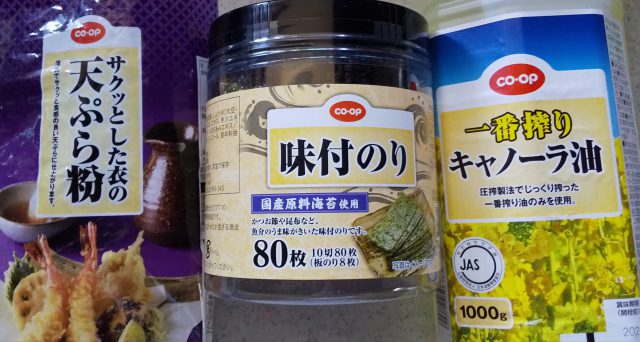 co·op
サクッとした衣の
天ぷら粉
co·op
味付のり
国産原料海苔使用
かつお節や昆布など、
魚介のうま味がきいた味付のりです。
80枚
10切80枚
(板のり8枚)
co·op
一番搾り
キャノーラ油
圧搾製法でじっくり搾った
一番搾り油のみを使用。
JAS
1000g
賞味期限